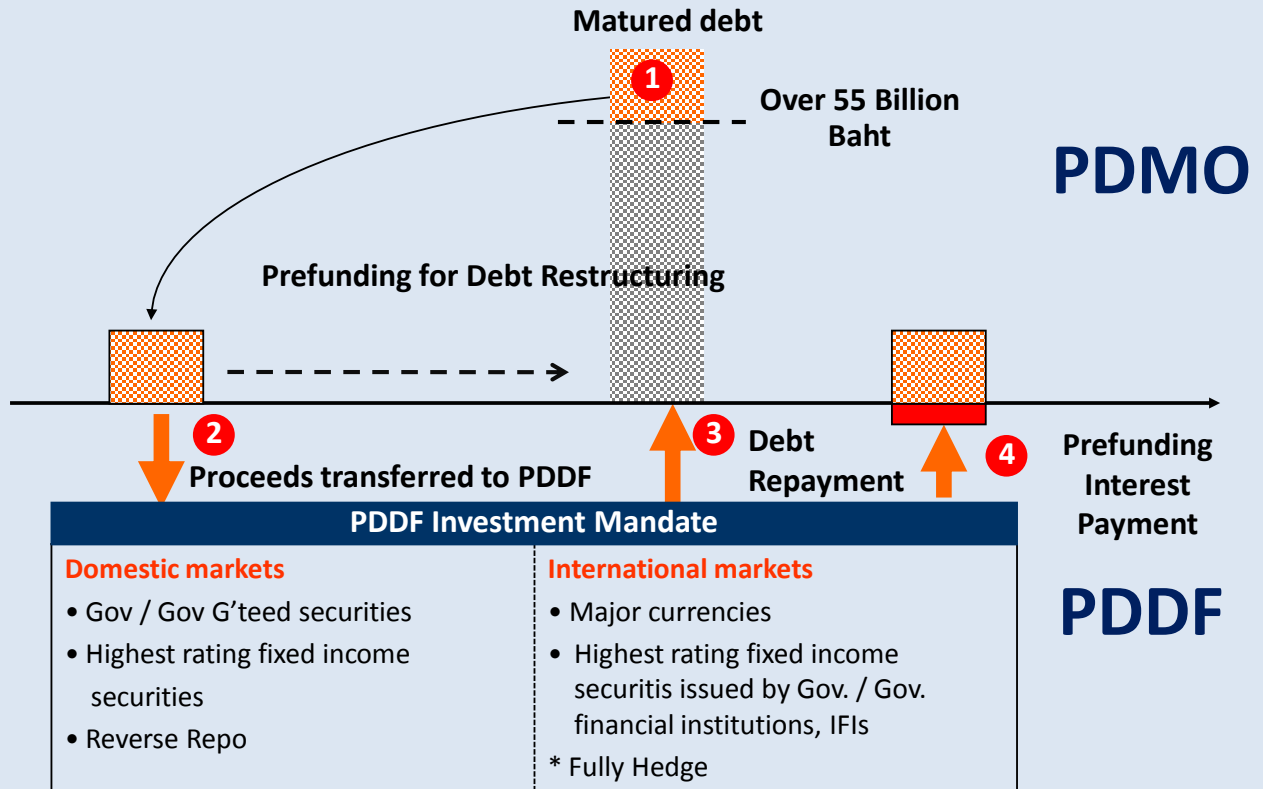 Matured debt
1
Over 55 Billion
Baht
PDMO
Prefunding for Debt Restructuring
2
Proceeds transferred to PDDF
3
Debt
Repayment
4
Prefunding
Interest
Payment
PDDF Investment Mandate
Domestic markets
• Gov / Gov G’teed securities
• Highest rating fixed income
securities
• Reverse Repo
International markets
• Major currencies
• Highest rating fixed income
securitis issued by Gov. / Gov.
financial institutions, IFIs
* Fully Hedge
PDDF